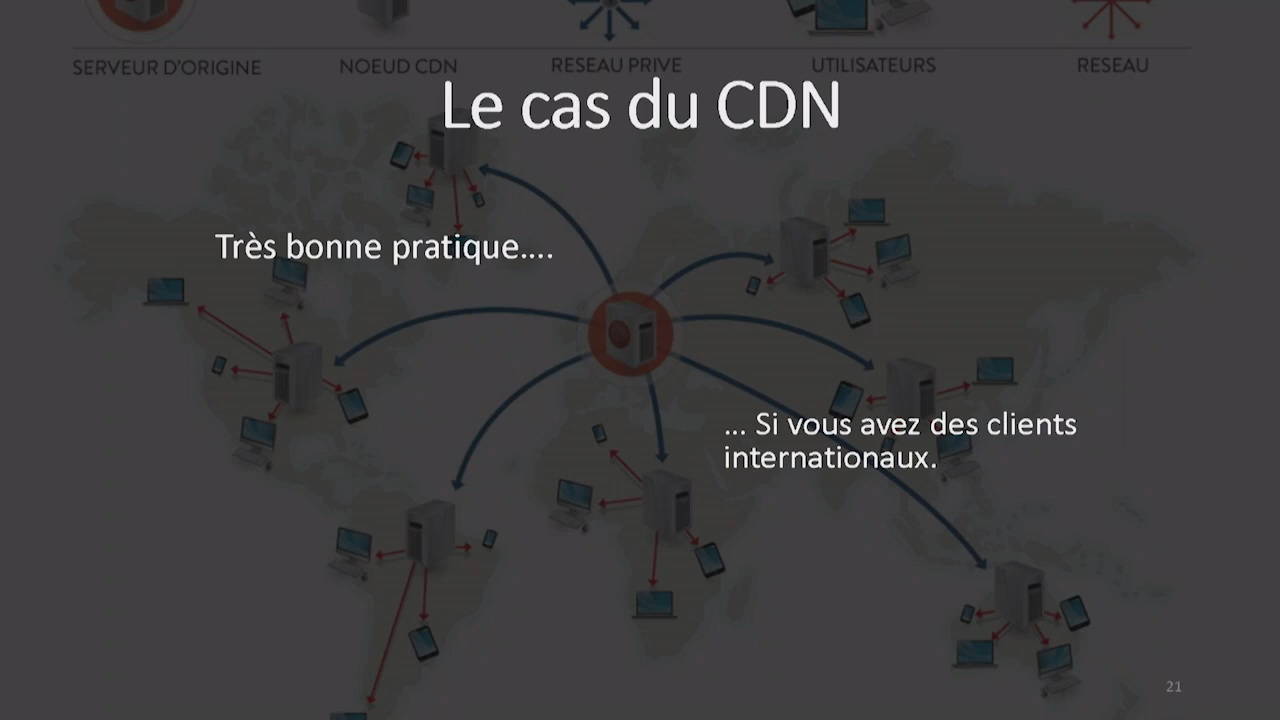 SERVEUR D'ORIGINE
NOEUD CDN
RESEAU PRIVE
UTILISATEURS
RESEAU
Le cas du CDN
Très bonne pratique....
... Si vous avez des clients
internationaux.
21